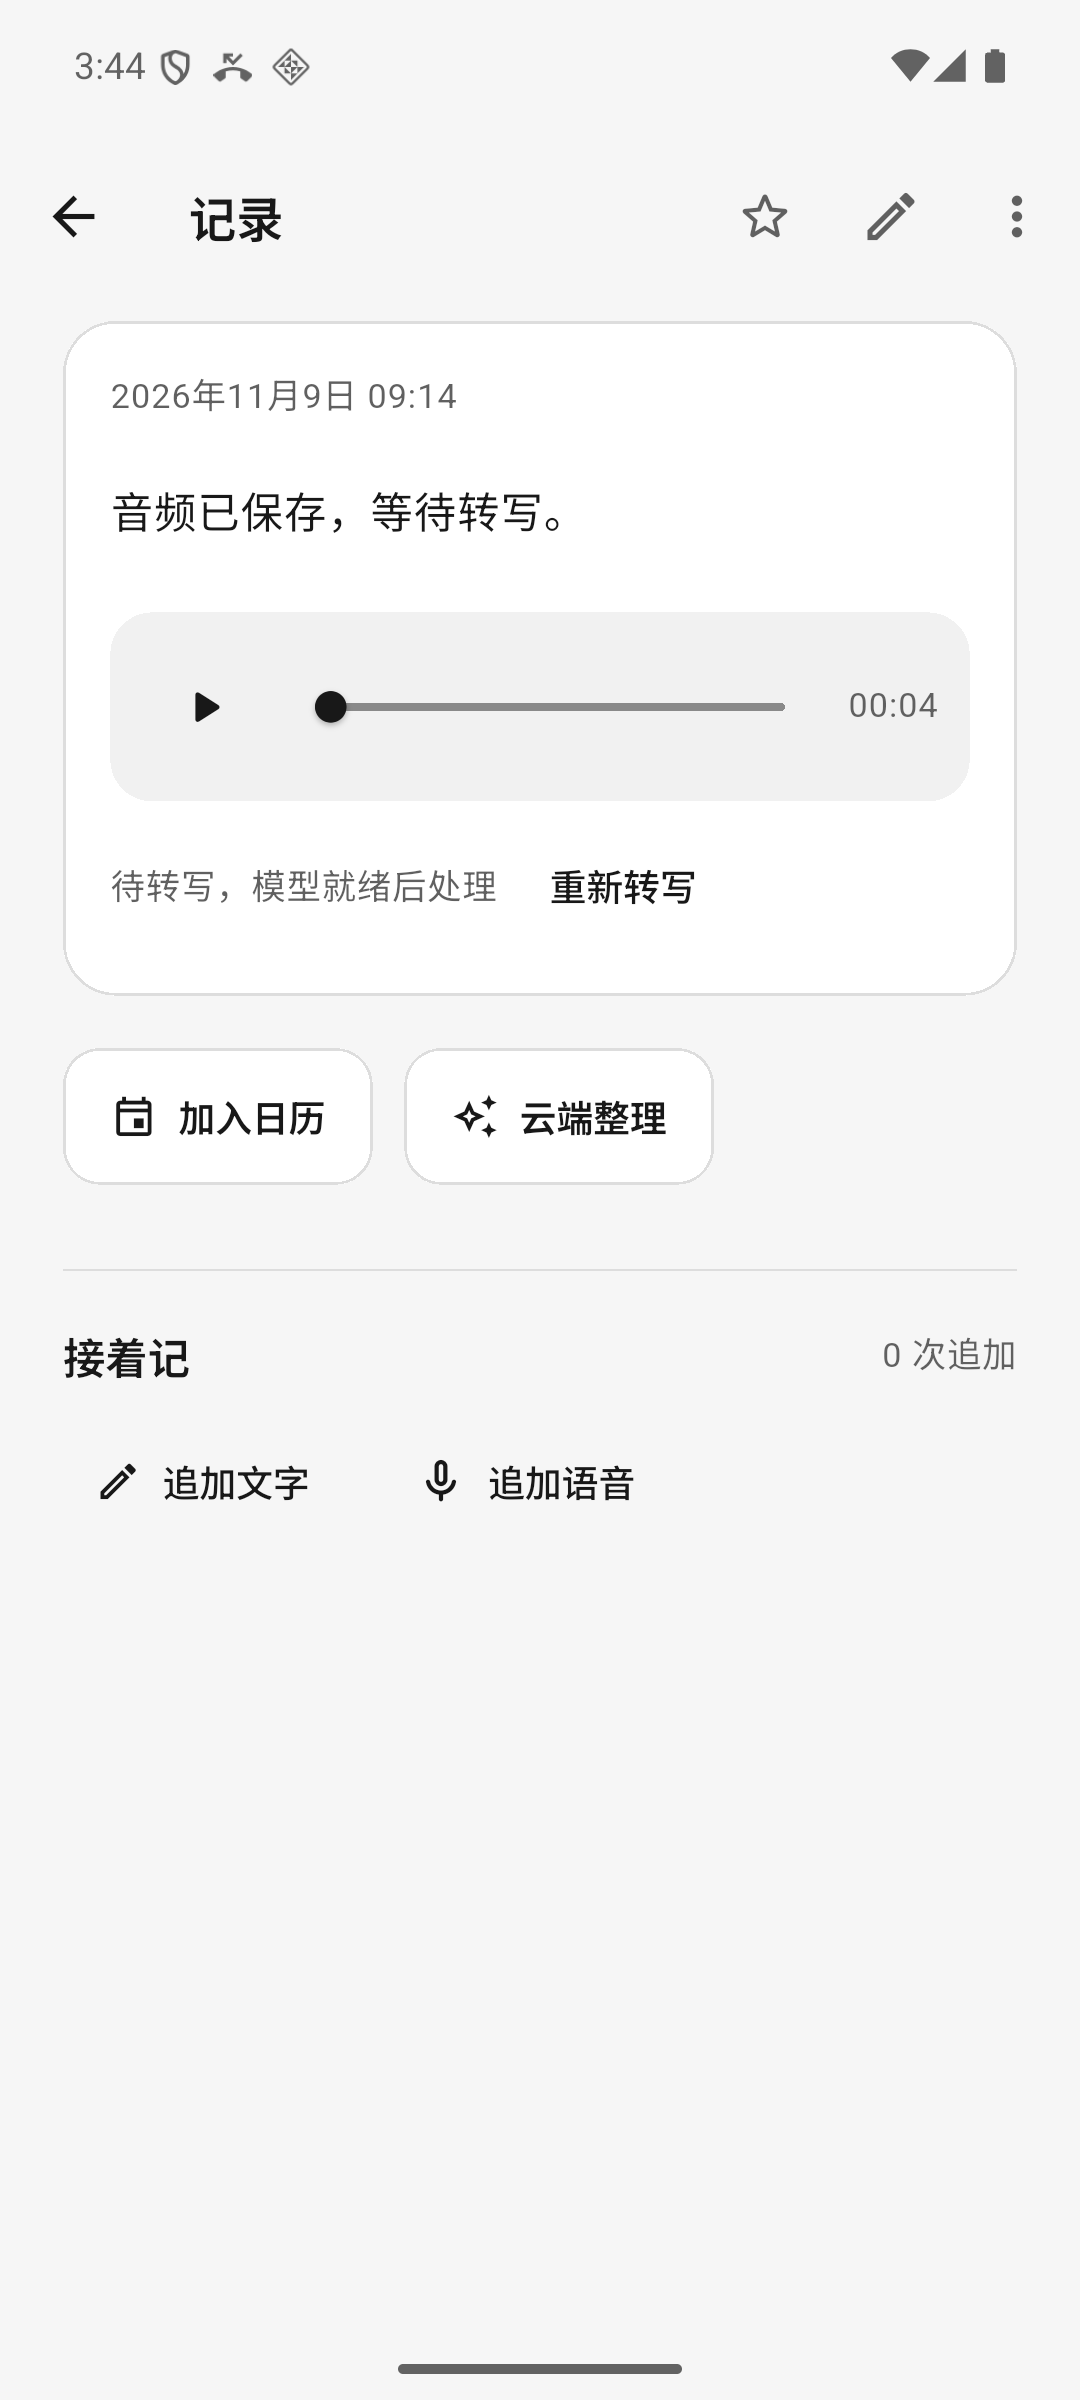 3:44
记录
2026年11月9日 09:14
音频已保存，等待转写。
00:04
待转写，模型就绪后处理 重新转写
加入日历 云端整理
接着记 0 次追加
追加文字 追加语音